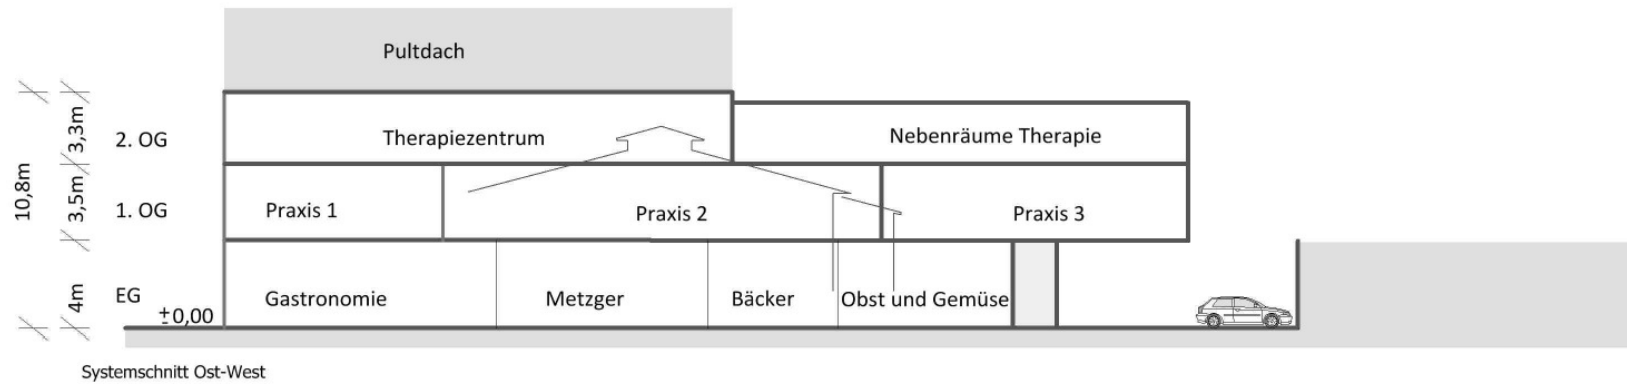 Pultdach
10,8m
3,3m
2. OG
Therapiezentrum
Nebenräume Therapie
3,5m
1. OG
Praxis 1
Praxis 2
Praxis 3
4m
EG
±0,00
Gastronomie
Metzger
Bäcker
Obst und Gemüse
Systemschnitt Ost-West